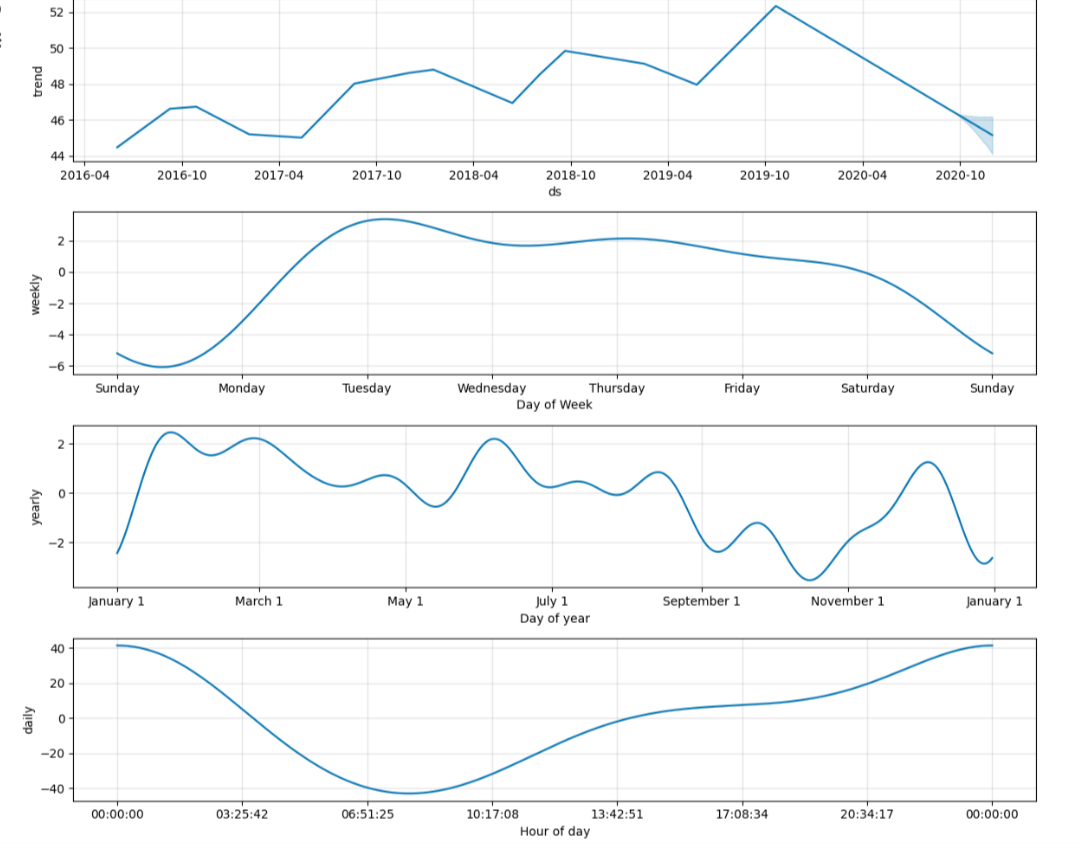 52
50
48
46
44
trend
2016-04 2016-10 2017-04 2017-10 2018-04 2018-10 2019-04 2019-10 2020-04 2020-10
ds
2
0
−2
−4
−6
weekly
Sunday Monday Tuesday Wednesday Thursday Friday Saturday Sunday
Day of Week
2
0
−2
yearly
January 1 March 1 May 1 July 1 September 1 November 1 January 1
Day of year
40
20
0
−20
−40
daily
00:00:00 03:25:42 06:51:25 10:17:08 13:42:51 17:08:34 20:34:17 00:00:00
Hour of day